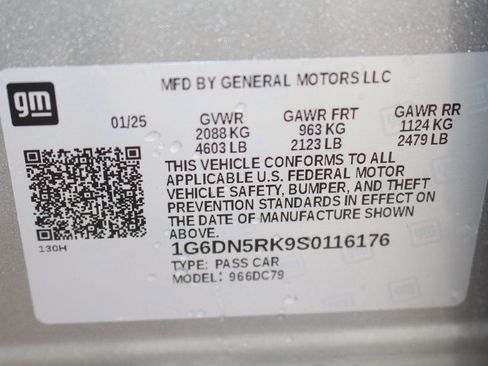 gm
MFD BY GENERAL MOTORS LLC
01/25 GVWR GAWR FRT GAWR RR
2088 KG 963 KG 1124 KG
4603 LB 2123 LB 2479 LB
THIS VEHICLE CONFORMS TO ALL
APPLICABLE U.S. FEDERAL MOTOR
VEHICLE SAFETY, BUMPER, AND THEFT
PREVENTION STANDARDS IN EFFECT ON
THE DATE OF MANUFACTURE SHOWN
ABOVE.
130H
1G6DN5RK9S0116176
TYPE: PASS CAR
MODEL: 966DC79